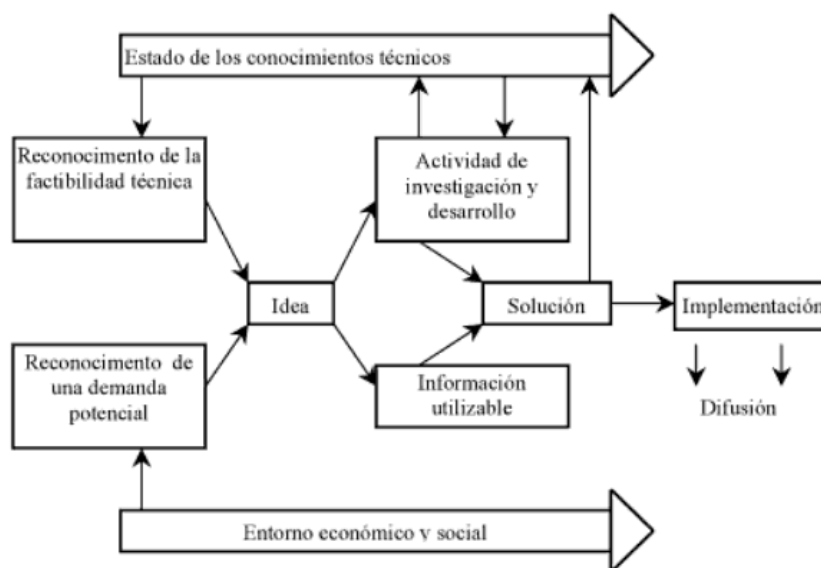 Estado de los conocimientos técnicos
Reconocimento de la
factibilidad técnica
Actividad de
investigación y
desarrollo
Idea
Solución
Implementación
Reconocimento de
una demanda
potencial
Información
utilizable
Difusión
Entorno económico y social